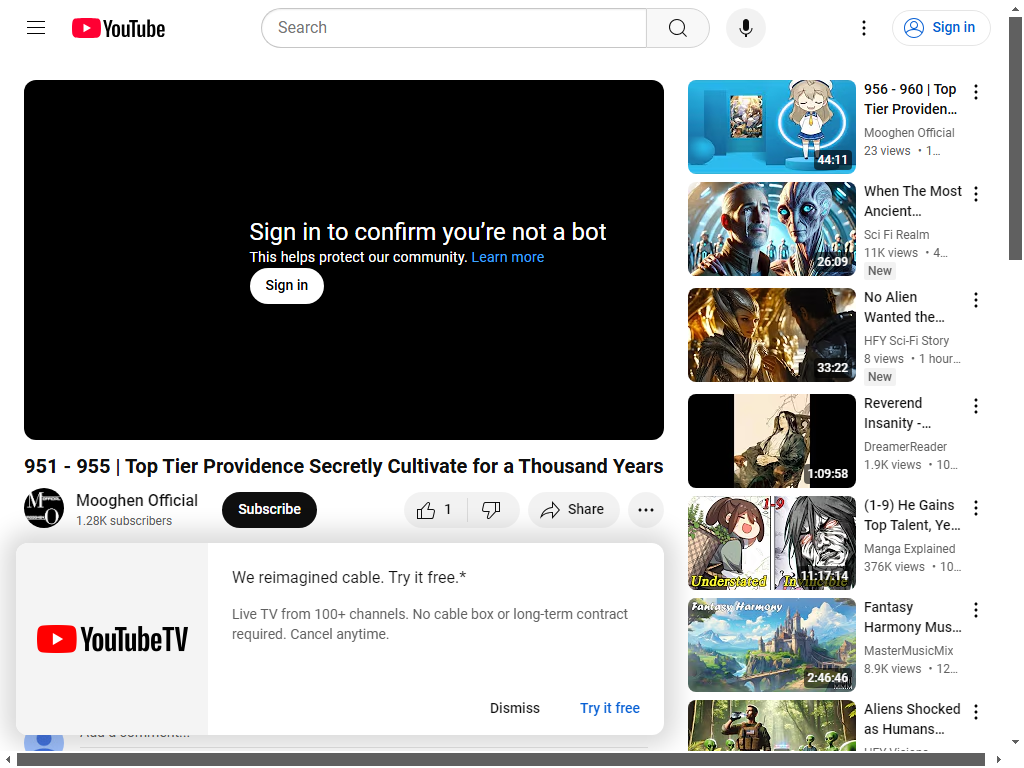 YouTube
Search
Sign in
Sign in to confirm you're not a bot
This helps protect our community. Learn more
Sign in
951 - 955 | Top Tier Providence Secretly Cultivate for a Thousand Years
Mooghen Official
1.28K subscribers
Subscribe
1
Share
We reimagined cable. Try it free.*
Live TV from 100+ channels. No cable box or long-term contract
required. Cancel anytime.
YouTubeTV
Dismiss
Try it free
Add a comment...
44:11
956 - 960 | Top
Tier Providen...
Mooghen Official
23 views • 1...
26:09
When The Most
Ancient...
Sci Fi Realm
11K views • 4...
New
33:22
No Alien
Wanted the...
HFY Sci-Fi Story
8 views • 1 hour...
New
1:09:58
Reverend
Insanity -...
DreamerReader
1.9K views • 10...
1-9
Understated
Invincible
11:17:14
(1-9) He Gains
Top Talent, Ye...
Manga Explained
376K views • 10...
Fantasy Harmony
2:46:46
MMM
Fantasy
Harmony Mus...
MasterMusicMix
8.9K views • 12...
Aliens Shocked
as Humans
HFY Visions